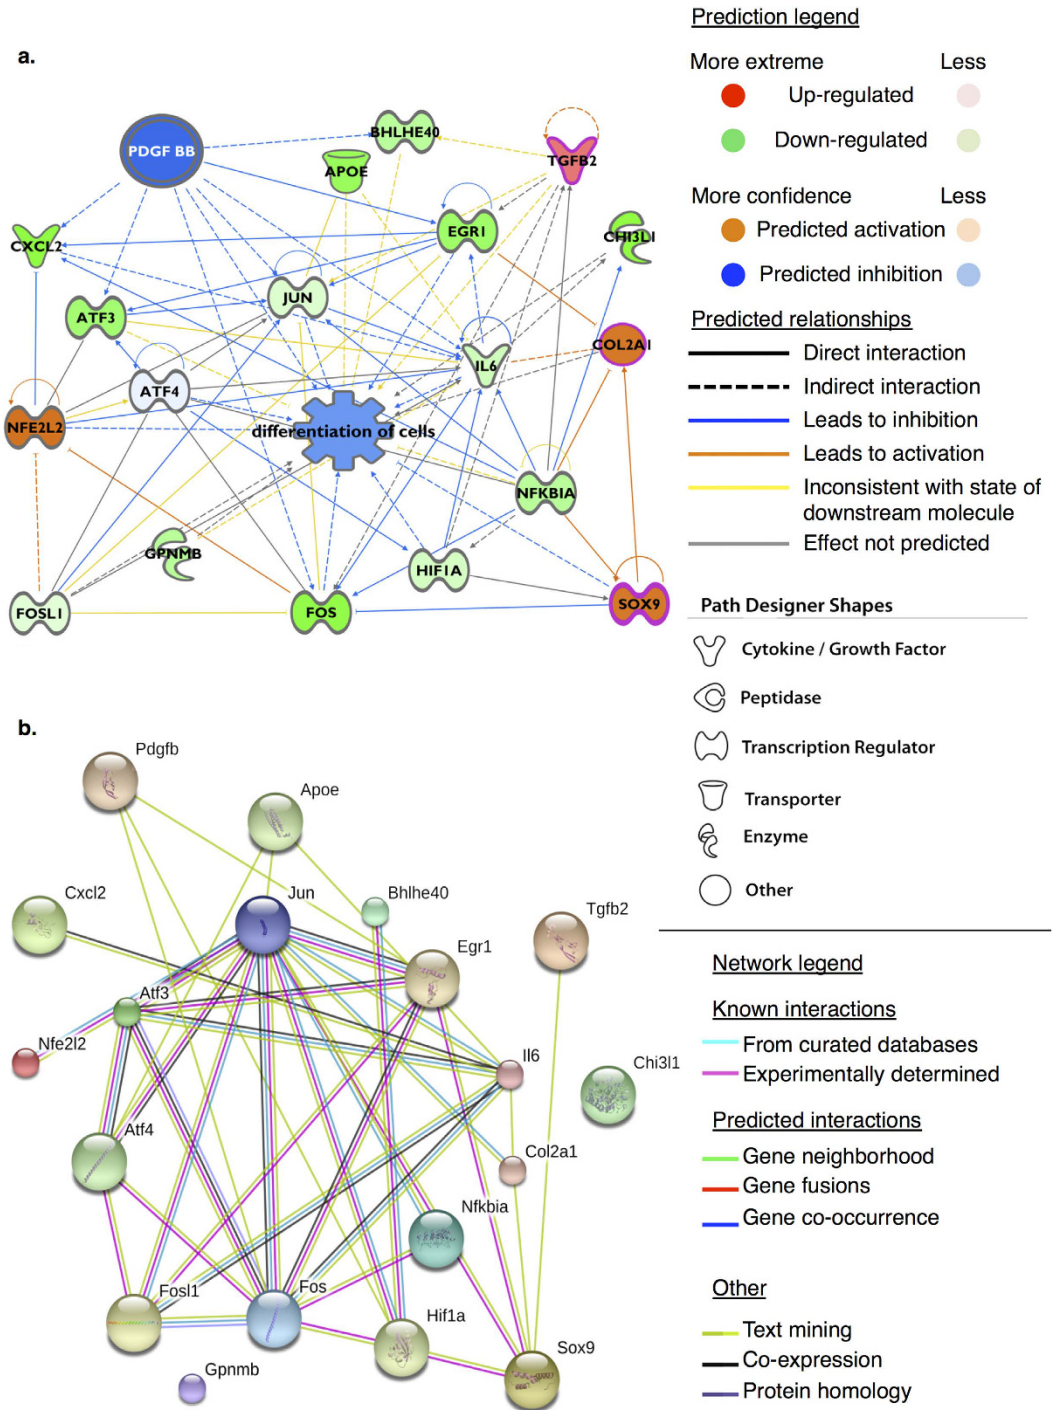 a.
PDGF BB
BHLHE40
APOE
TGFB2
CXCL2
EGR1
CHI3L1
ATF3
JUN
COL2A1
IL6
ATF4
NFE2L2
differentiation of cells
NFKBIA
GPNMB
HIF1A
FOSL1
FOS
SOX9
Prediction legend
More extreme Less
Up-regulated
Down-regulated
More confidence Less
Predicted activation
Predicted inhibition
Predicted relationships
Direct interaction
Indirect interaction
Leads to inhibition
Leads to activation
Inconsistent with state of
downstream molecule
Effect not predicted
Path Designer Shapes
Cytokine / Growth Factor
Peptidase
Transcription Regulator
Transporter
Enzyme
Other
b.
Pdgfb
Apoe
Cxcl2
Jun
Bhlhe40
Tgfb2
Egr1
Atf3
Nfe2l2
Il6
Chi3l1
Atf4
Col2a1
Nfkbia
Fosl1
Fos
Hif1a
Sox9
Gpnmb
Network legend
Known interactions
From curated databases
Experimentally determined
Predicted interactions
Gene neighborhood
Gene fusions
Gene co-occurrence
Other
Text mining
Co-expression
Protein homology